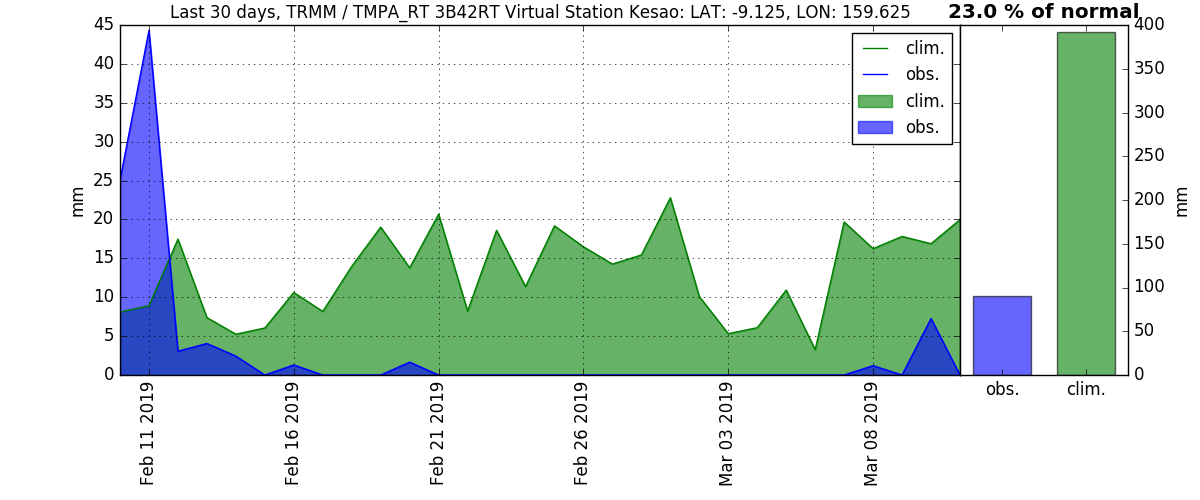 Last 30 days, TRMM / TMPA_RT 3B42RT Virtual Station Kesao: LAT: -9.125, LON: 159.625
23.0 % of normal
mm
45
40
35
30
25
20
15
10
5
0
clim.
obs.
clim.
obs.
Feb 11 2019
Feb 16 2019
Feb 21 2019
Feb 26 2019
Mar 03 2019
Mar 08 2019
400
350
300
250
200
150
100
50
0
mm
obs. clim.